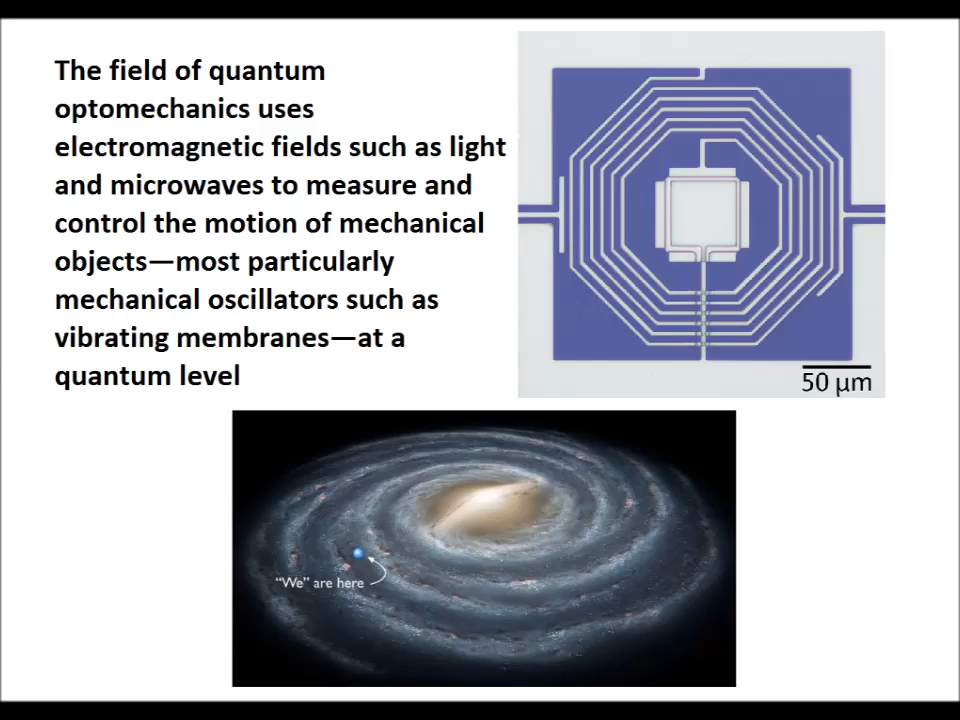 The field of quantum
optomechanics uses
electromagnetic fields such as light
and microwaves to measure and
control the motion of mechanical
objects—most particularly
mechanical oscillators such as
vibrating membranes—at a
quantum level
50 μm
“We” are here